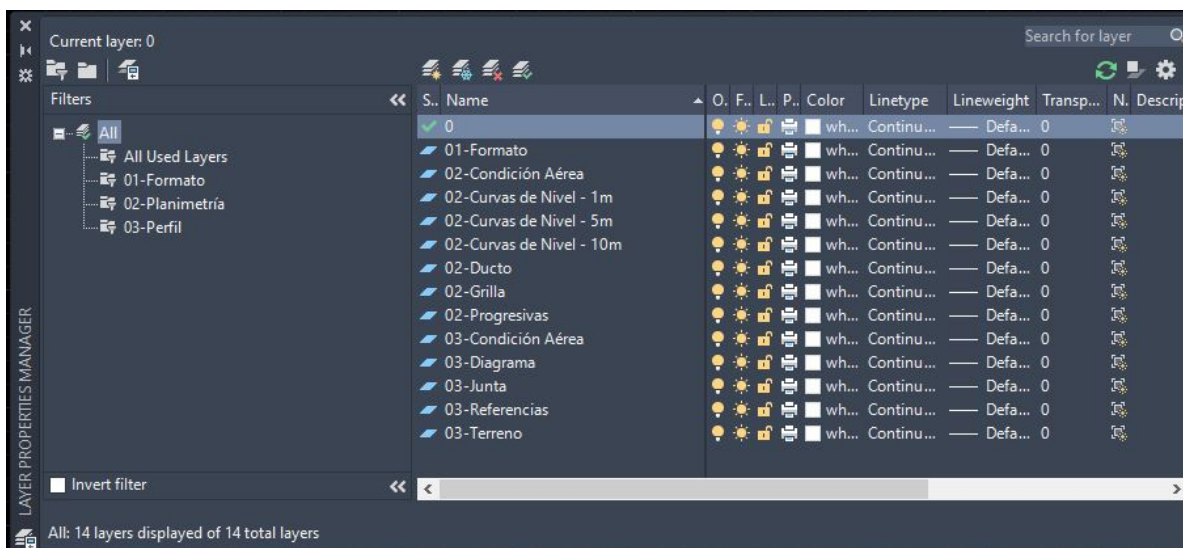 Current layer: 0
Search for layer
Filters
S.. Name O. F.. L.. P.. Color Linetype Lineweight Transp... N. Descrip
All
All Used Layers
01-Formato
02-Planimetría
03-Perfil
0 wh... Continu... Defa... 0
01-Formato wh... Continu... Defa... 0
02-Condición Aérea wh... Continu... Defa... 0
02-Curvas de Nivel - 1m wh... Continu... Defa... 0
02-Curvas de Nivel - 5m wh... Continu... Defa... 0
02-Curvas de Nivel - 10m wh... Continu... Defa... 0
02-Ducto wh... Continu... Defa... 0
02-Grilla wh... Continu... Defa... 0
02-Progresivas wh... Continu... Defa... 0
03-Condición Aérea wh... Continu... Defa... 0
03-Diagrama wh... Continu... Defa... 0
03-Junta wh... Continu... Defa... 0
03-Referencias wh... Continu... Defa... 0
03-Terreno wh... Continu... Defa... 0
Invert filter
All: 14 layers displayed of 14 total layers
LAYER PROPERTIES MANAGER